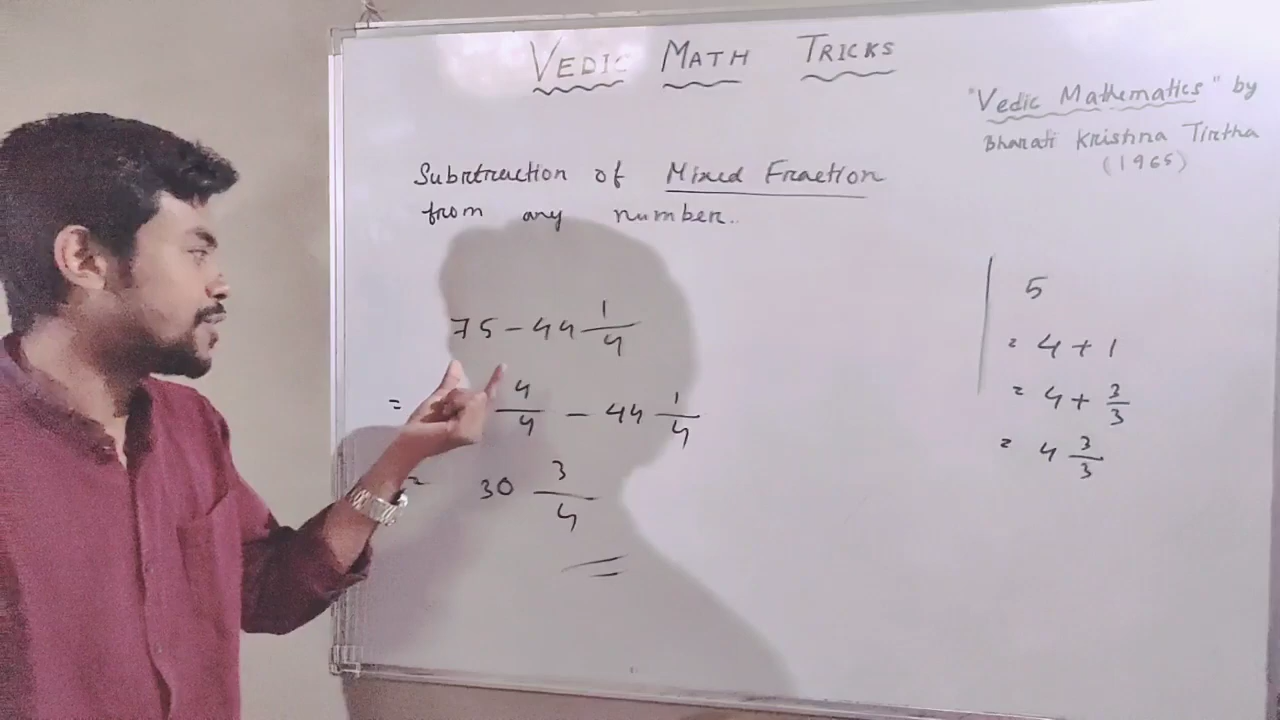 VEDIC MATH TRICKS
"Vedic Mathematics" by
Bharati Krishna Tirtha
(1965)
Subtraction of Mixed Fraction
from any number..
75 - 44 1/4
= 4/4 - 44 1/4
= 30 3/4
5
= 4 + 1
= 4 + 3/3
= 4 3/3